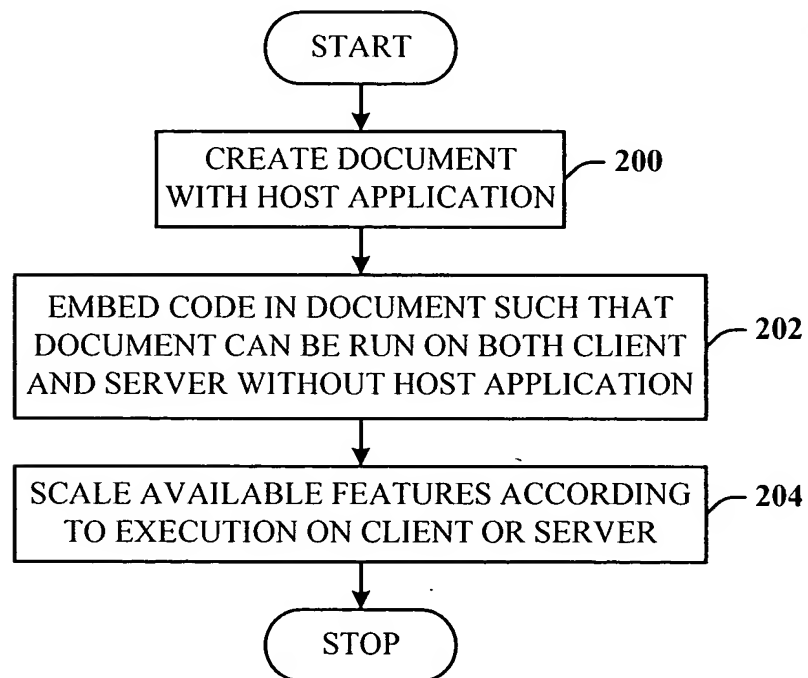 START
CREATE DOCUMENT
WITH HOST APPLICATION
200
EMBED CODE IN DOCUMENT SUCH THAT
DOCUMENT CAN BE RUN ON BOTH CLIENT
AND SERVER WITHOUT HOST APPLICATION
202
SCALE AVAILABLE FEATURES ACCORDING
TO EXECUTION ON CLIENT OR SERVER
204
STOP